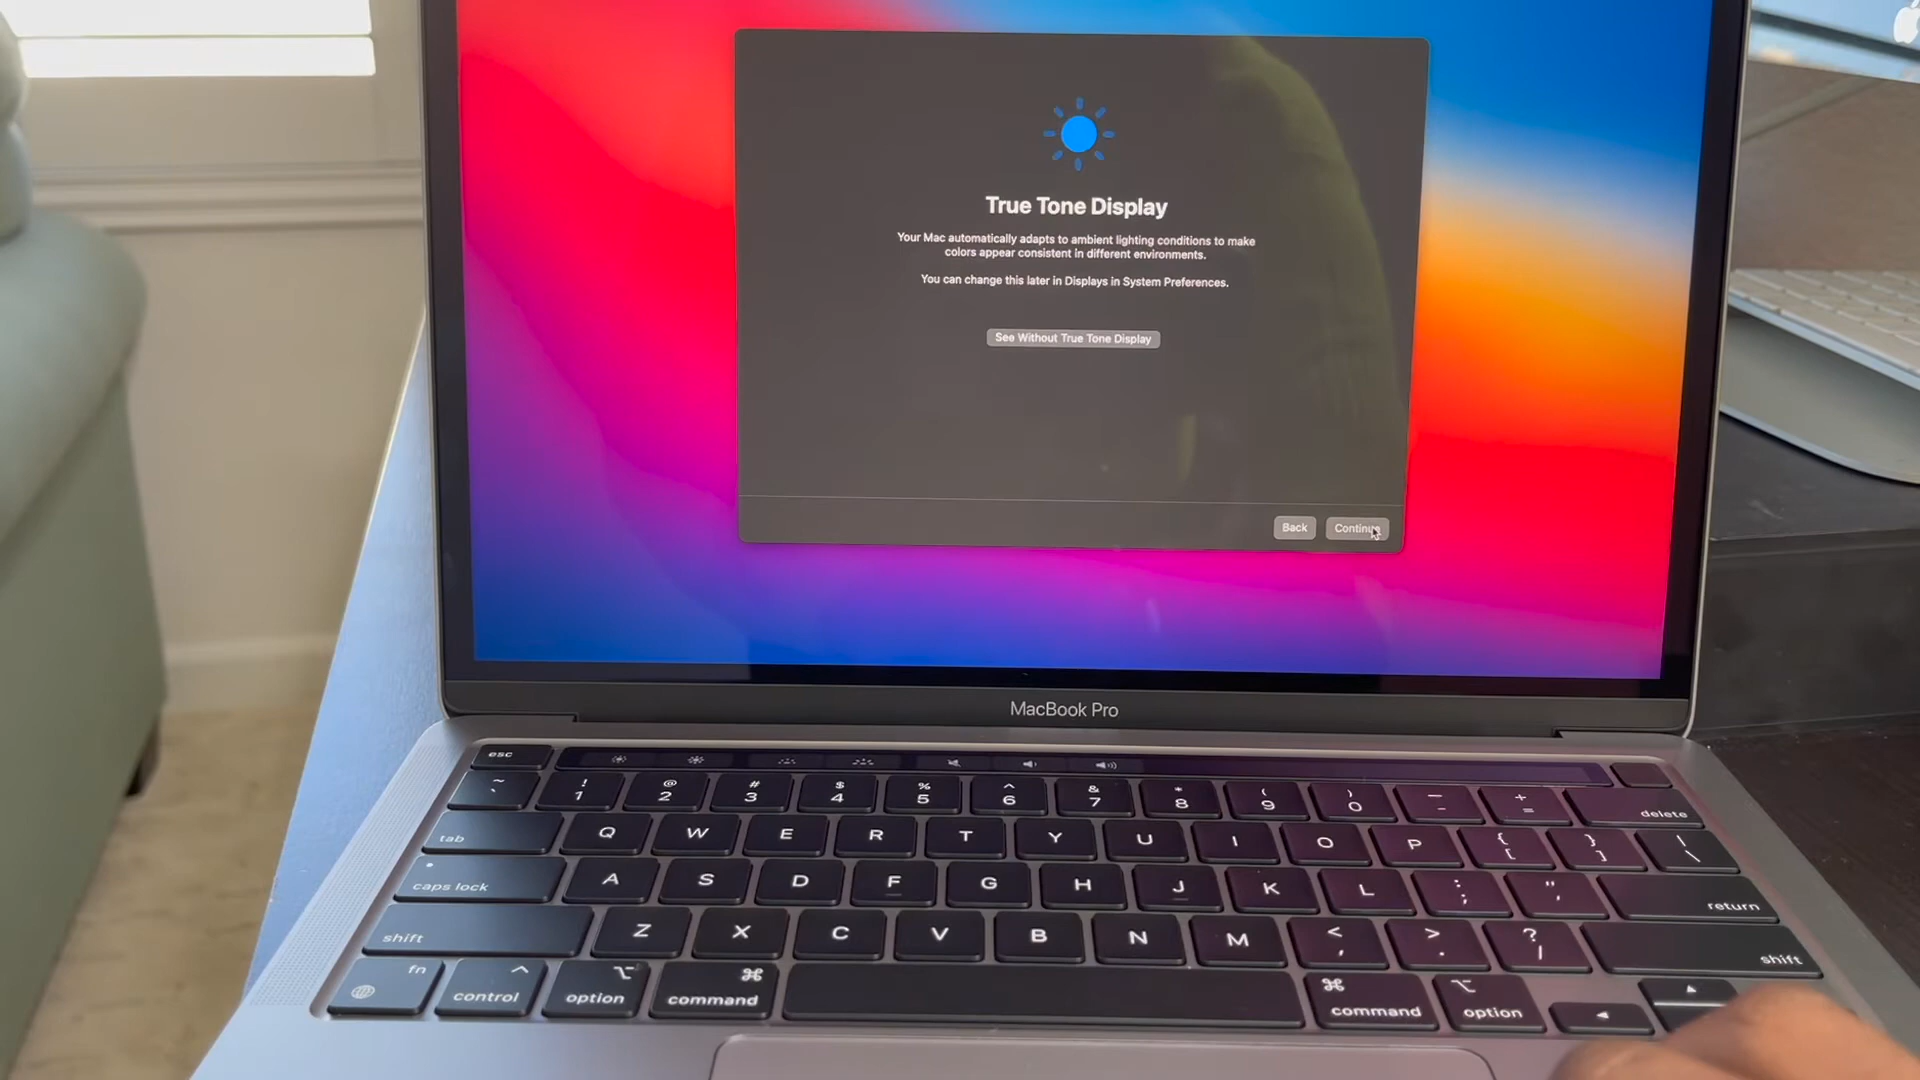 True Tone Display
Your Mac automatically adapts to ambient lighting conditions to make
colors appear consistent in different environments.
You can change this later in Displays in System Preferences.
See Without True Tone Display
Back Continue
MacBook Pro
esc
~ ! @ # $ % ^ & * ( ) _ +
` 1 2 3 4 5 6 7 8 9 0 - = delete
tab Q W E R T Y U I O P { [ } ] | \
caps lock A S D F G H J K L : ; " ' return
shift Z X C V B N M < , > . ? / shift
fn control option ⌘ command ⌘ command option